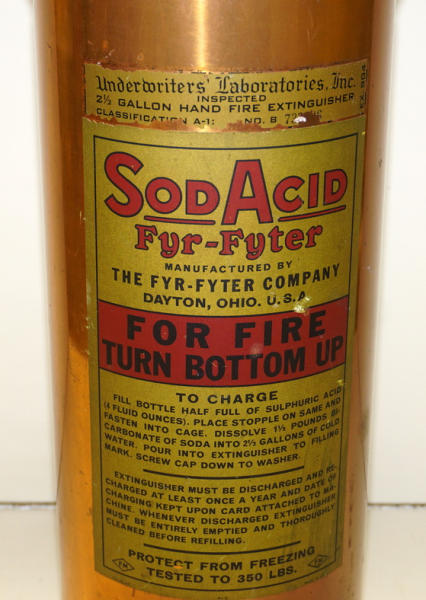 Underwriters' Laboratories, Inc.
INSPECTED
2½ GALLON HAND FIRE EXTINGUISHER
CLASSIFICATION A-1: NO. B
EX 504
SODACID
Fyr-Fyter
MANUFACTURED BY
THE FYR-FYTER COMPANY
DAYTON, OHIO. U.S.A.
FOR FIRE
TURN BOTTOM UP
TO CHARGE
FILL BOTTLE HALF FULL OF SULPHURIC ACID
(4 FLUID OUNCES). PLACE STOPPLE ON SAME AND
FASTEN INTO CAGE. DISSOLVE 1½ POUNDS BI-
CARBONATE OF SODA INTO 2½ GALLONS OF COLD
WATER. POUR INTO EXTINGUISHER TO FILLING
MARK. SCREW CAP DOWN TO WASHER.
EXTINGUISHER MUST BE DISCHARGED AND RE-
CHARGED AT LEAST ONCE A YEAR AND DATE OF
CHARGING KEPT UPON CARD ATTACHED TO MA-
CHINE. WHENEVER DISCHARGED EXTINGUISHER
MUST BE ENTIRELY EMPTIED AND THOROUGHLY
CLEANED BEFORE REFILLING.
PROTECT FROM FREEZING
TESTED TO 350 LBS.